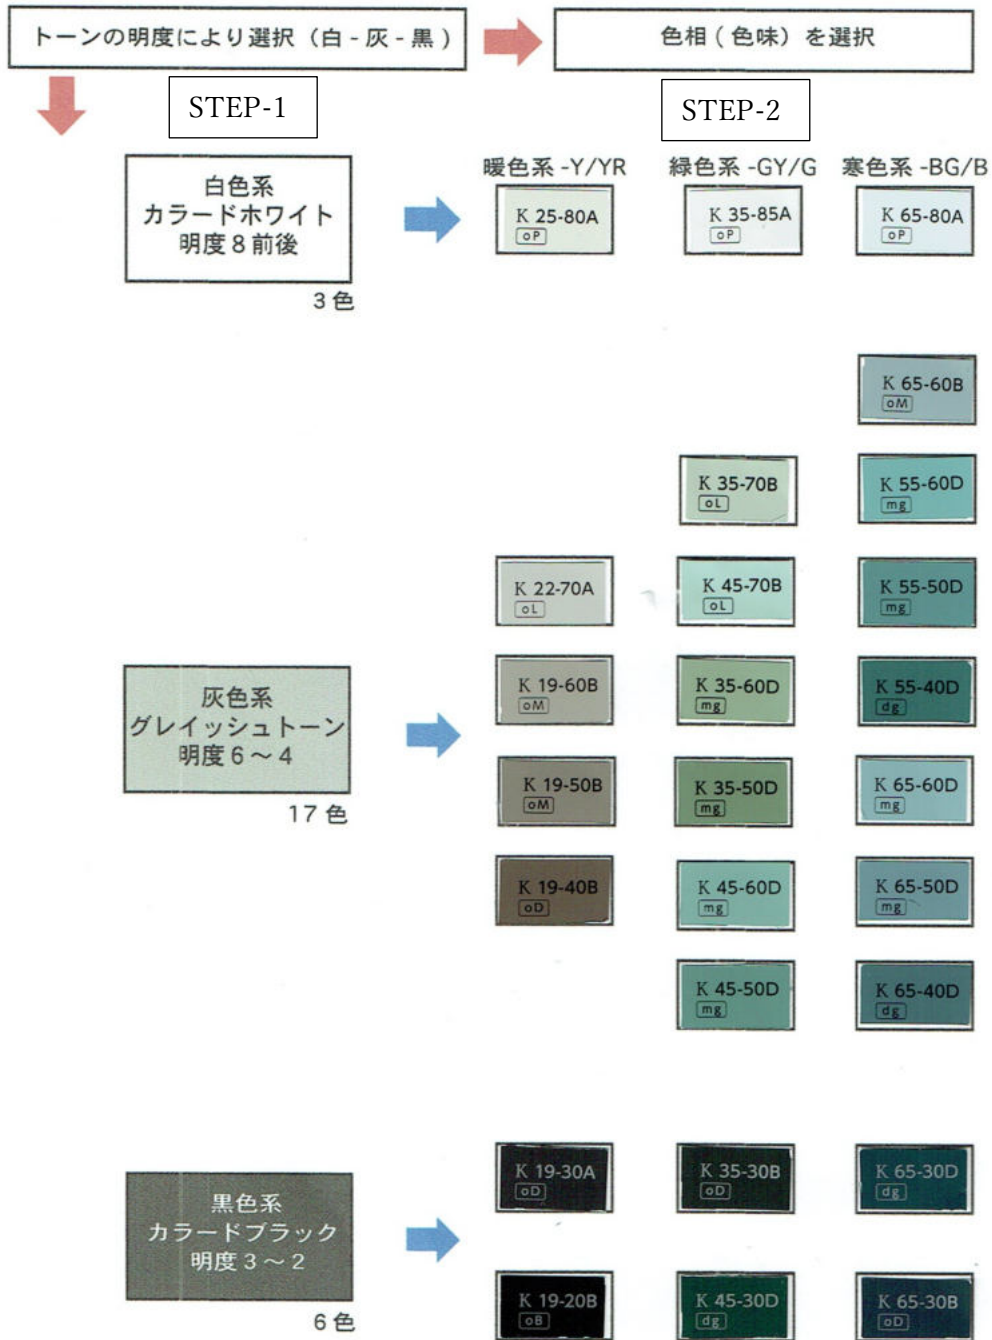 トーンの明度により選択（白 - 灰 - 黒 )
色相 ( 色味）を選択
STEP-1
STEP-2
暖色系 -Y/YR
緑色系 -GY/G
寒色系 -BG/B
白色系
カラードホワイト
明度 8 前後
3 色
K 25-80A
oP
K 35-85A
oP
K 65-80A
oP
K 65-60B
oM
K 35-70B
oL
K 55-60D
mg
K 22-70A
oL
K 45-70B
oL
K 55-50D
mg
灰色系
グレイッシュトーン
明度 6 ～ 4
17 色
K 19-60B
oM
K 35-60D
mg
K 55-40D
dg
K 19-50B
oM
K 35-50D
mg
K 65-60D
mg
K 19-40B
oD
K 45-60D
mg
K 65-50D
mg
K 45-50D
mg
K 65-40D
dg
黒色系
カラードブラック
明度 3 ～ 2
6 色
K 19-30A
oD
K 35-30B
oD
K 65-30D
dg
K 19-20B
oB
K 45-30D
dg
K 65-30B
oD